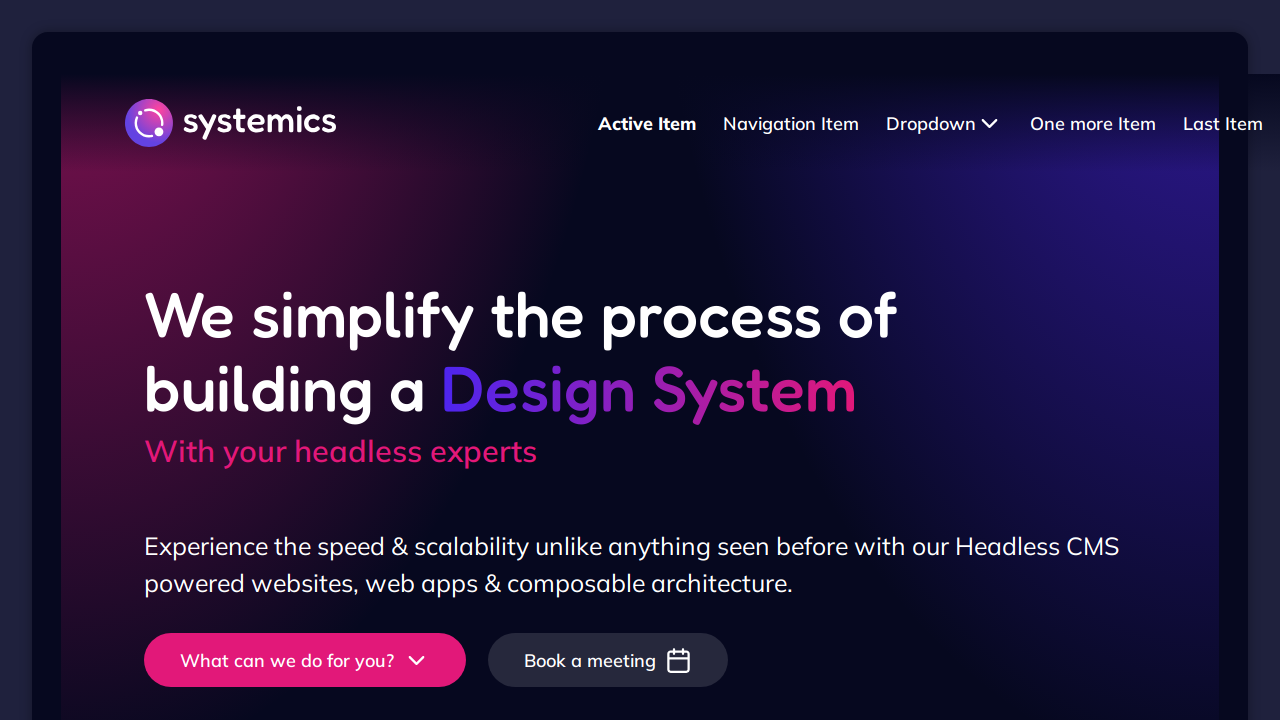 systemics
Active Item
Navigation Item
Dropdown
One more Item
Last Item
We simplify the process of
building a Design System
With your headless experts
Experience the speed & scalability unlike anything seen before with our Headless CMS
powered websites, web apps & composable architecture.
What can we do for you?
Book a meeting